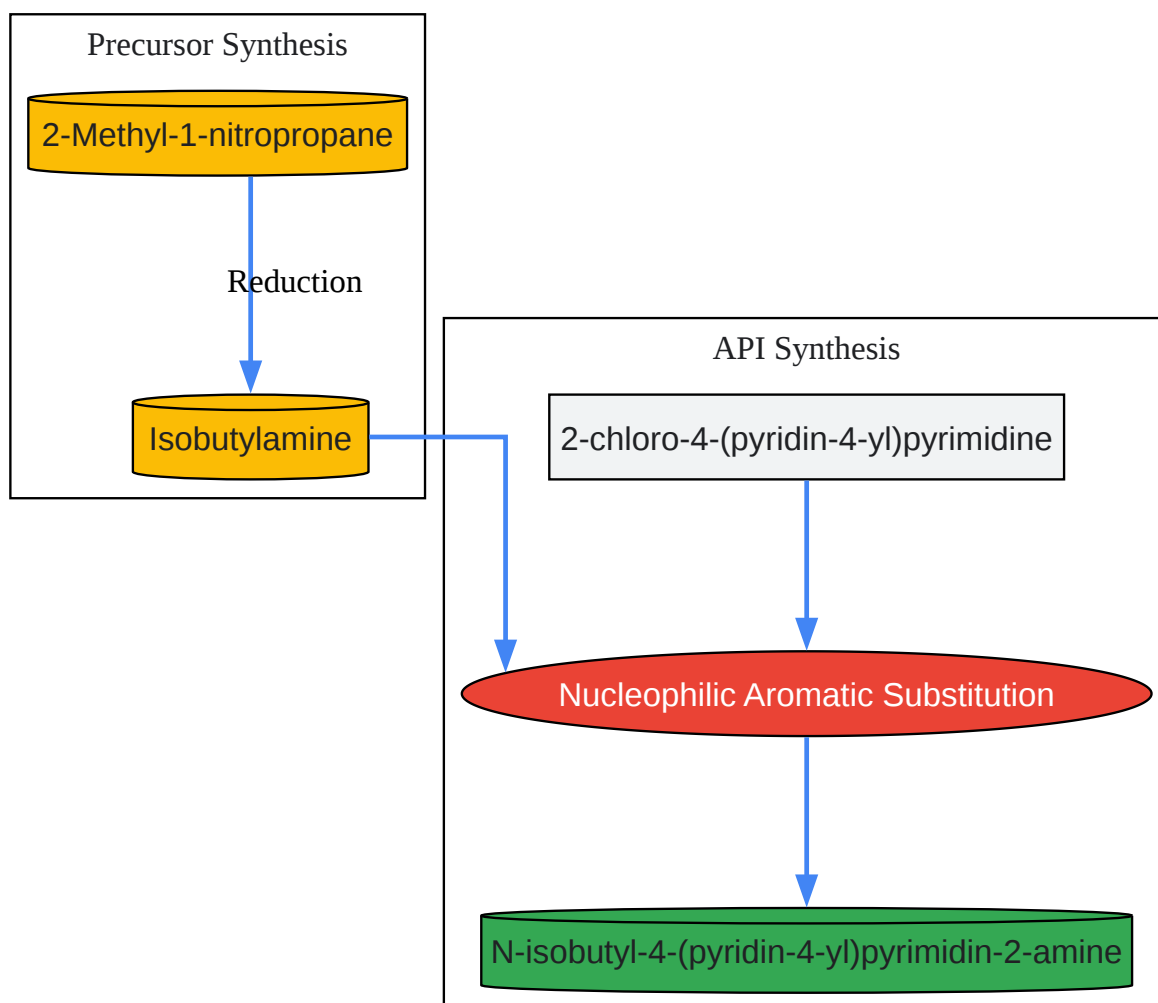 Precursor Synthesis
2-Methyl-1-nitropropane
Reduction
Isobutylamine
API Synthesis
2-chloro-4-(pyridin-4-yl)pyrimidine
Nucleophilic Aromatic Substitution
N-isobutyl-4-(pyridin-4-yl)pyrimidin-2-amine